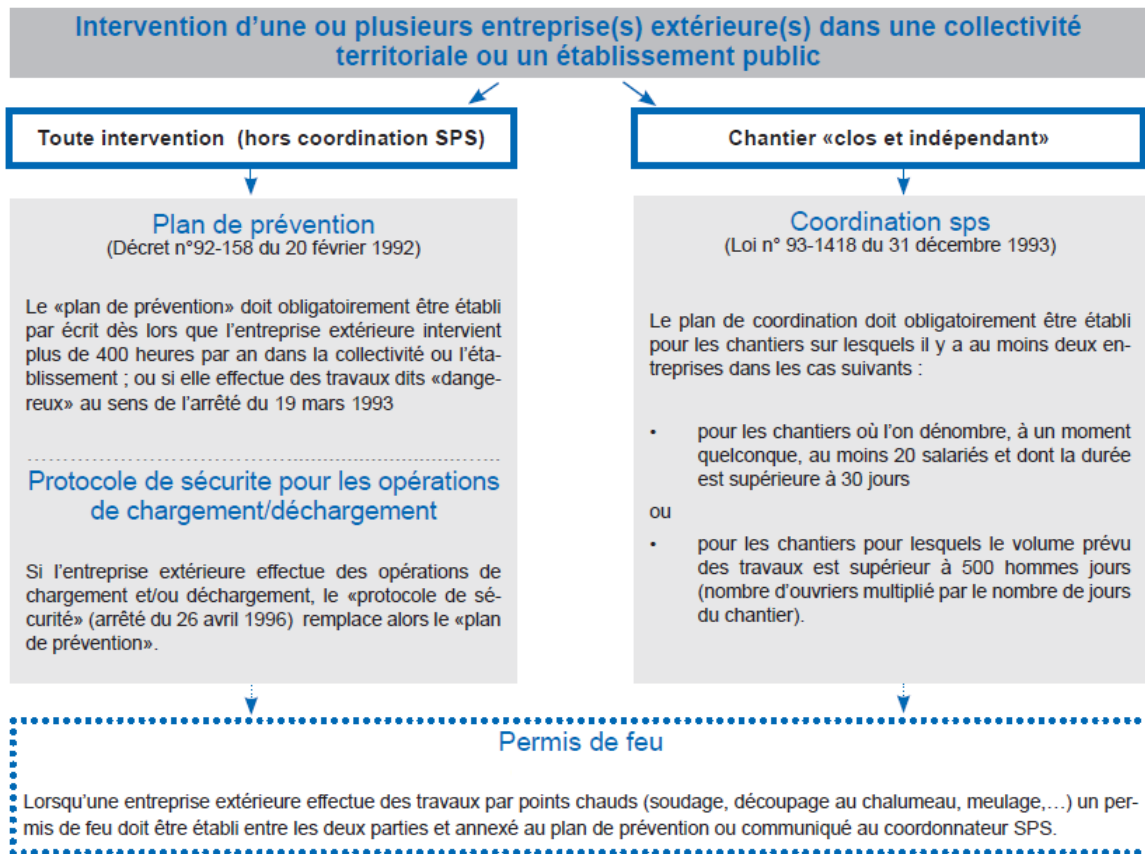 Intervention d'une ou plusieurs entreprise(s) extérieure(s) dans une collectivité
territoriale ou un établissement public
Toute intervention (hors coordination SPS)
Plan de prévention
(Décret n°92-158 du 20 février 1992)
Le «plan de prévention» doit obligatoirement être établi
par écrit dès lors que l'entreprise extérieure intervient
plus de 400 heures par an dans la collectivité ou l'éta-
blissement ; ou si elle effectue des travaux dits «dange-
reux» au sens de l'arrêté du 19 mars 1993
Protocole de sécurite pour les opérations
de chargement/déchargement
Si l'entreprise extérieure effectue des opérations de
chargement et/ou déchargement, le «protocole de sé-
curité» (arrêté du 26 avril 1996) remplace alors le «plan
de prévention».
Chantier «clos et indépendant»
Coordination sps
(Loi n° 93-1418 du 31 décembre 1993)
Le plan de coordination doit obligatoirement être établi
pour les chantiers sur lesquels il y a au moins deux en-
treprises dans les cas suivants :
• pour les chantiers où l'on dénombre, à un moment
quelconque, au moins 20 salariés et dont la durée
est supérieure à 30 jours
ou
• pour les chantiers pour lesquels le volume prévu
des travaux est supérieur à 500 hommes jours
(nombre d'ouvriers multiplié par le nombre de jours
du chantier).
Permis de feu
Lorsqu'une entreprise extérieure effectue des travaux par points chauds (soudage, découpage au chalumeau, meulage,…) un per-
mis de feu doit être établi entre les deux parties et annexé au plan de prévention ou communiqué au coordonnateur SPS.